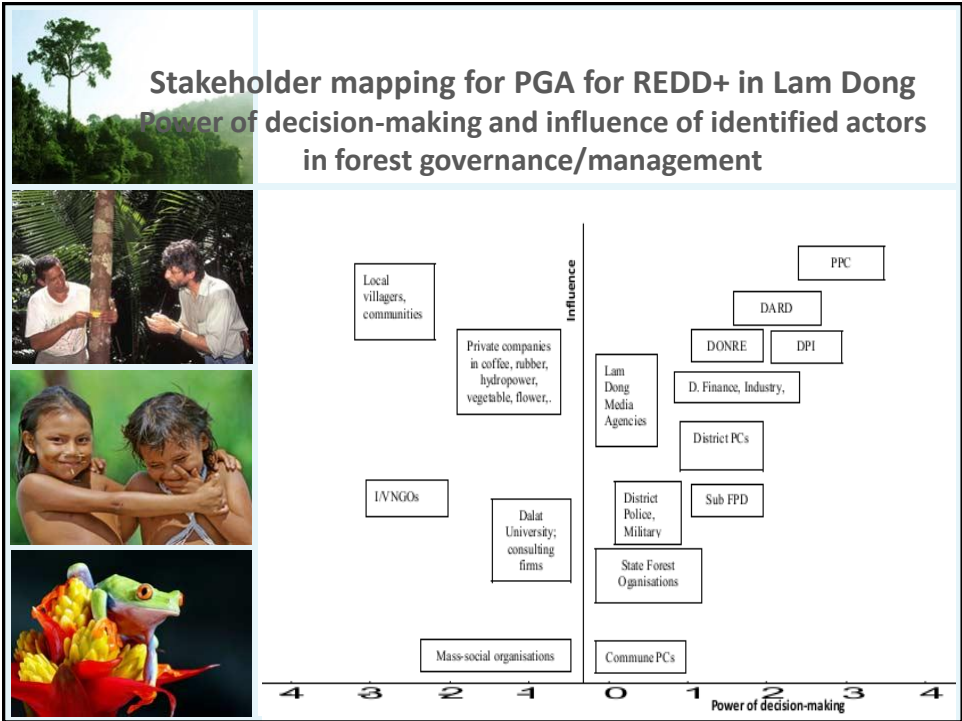 Stakeholder mapping for PGA for REDD+ in Lam Dong
Power of decision-making and influence of identified actors
in forest governance/management
Influence
PPC
Local
villagers,
communities
DARD
Private companies
in coffee, rubber,
hydropower,
vegetable, flower,.
DONRE
DPI
Lam
Dong
Media
Agencies
D. Finance, Industry,
District PCs
I/VNGOs
District
Police,
Military
Sub FPD
Dalat
University;
consulting
firms
State Forest
Oganisations
Mass-social organisations
Commune PCs
4 -3 -2 -1 0 1 2 3 4
Power of decision-making